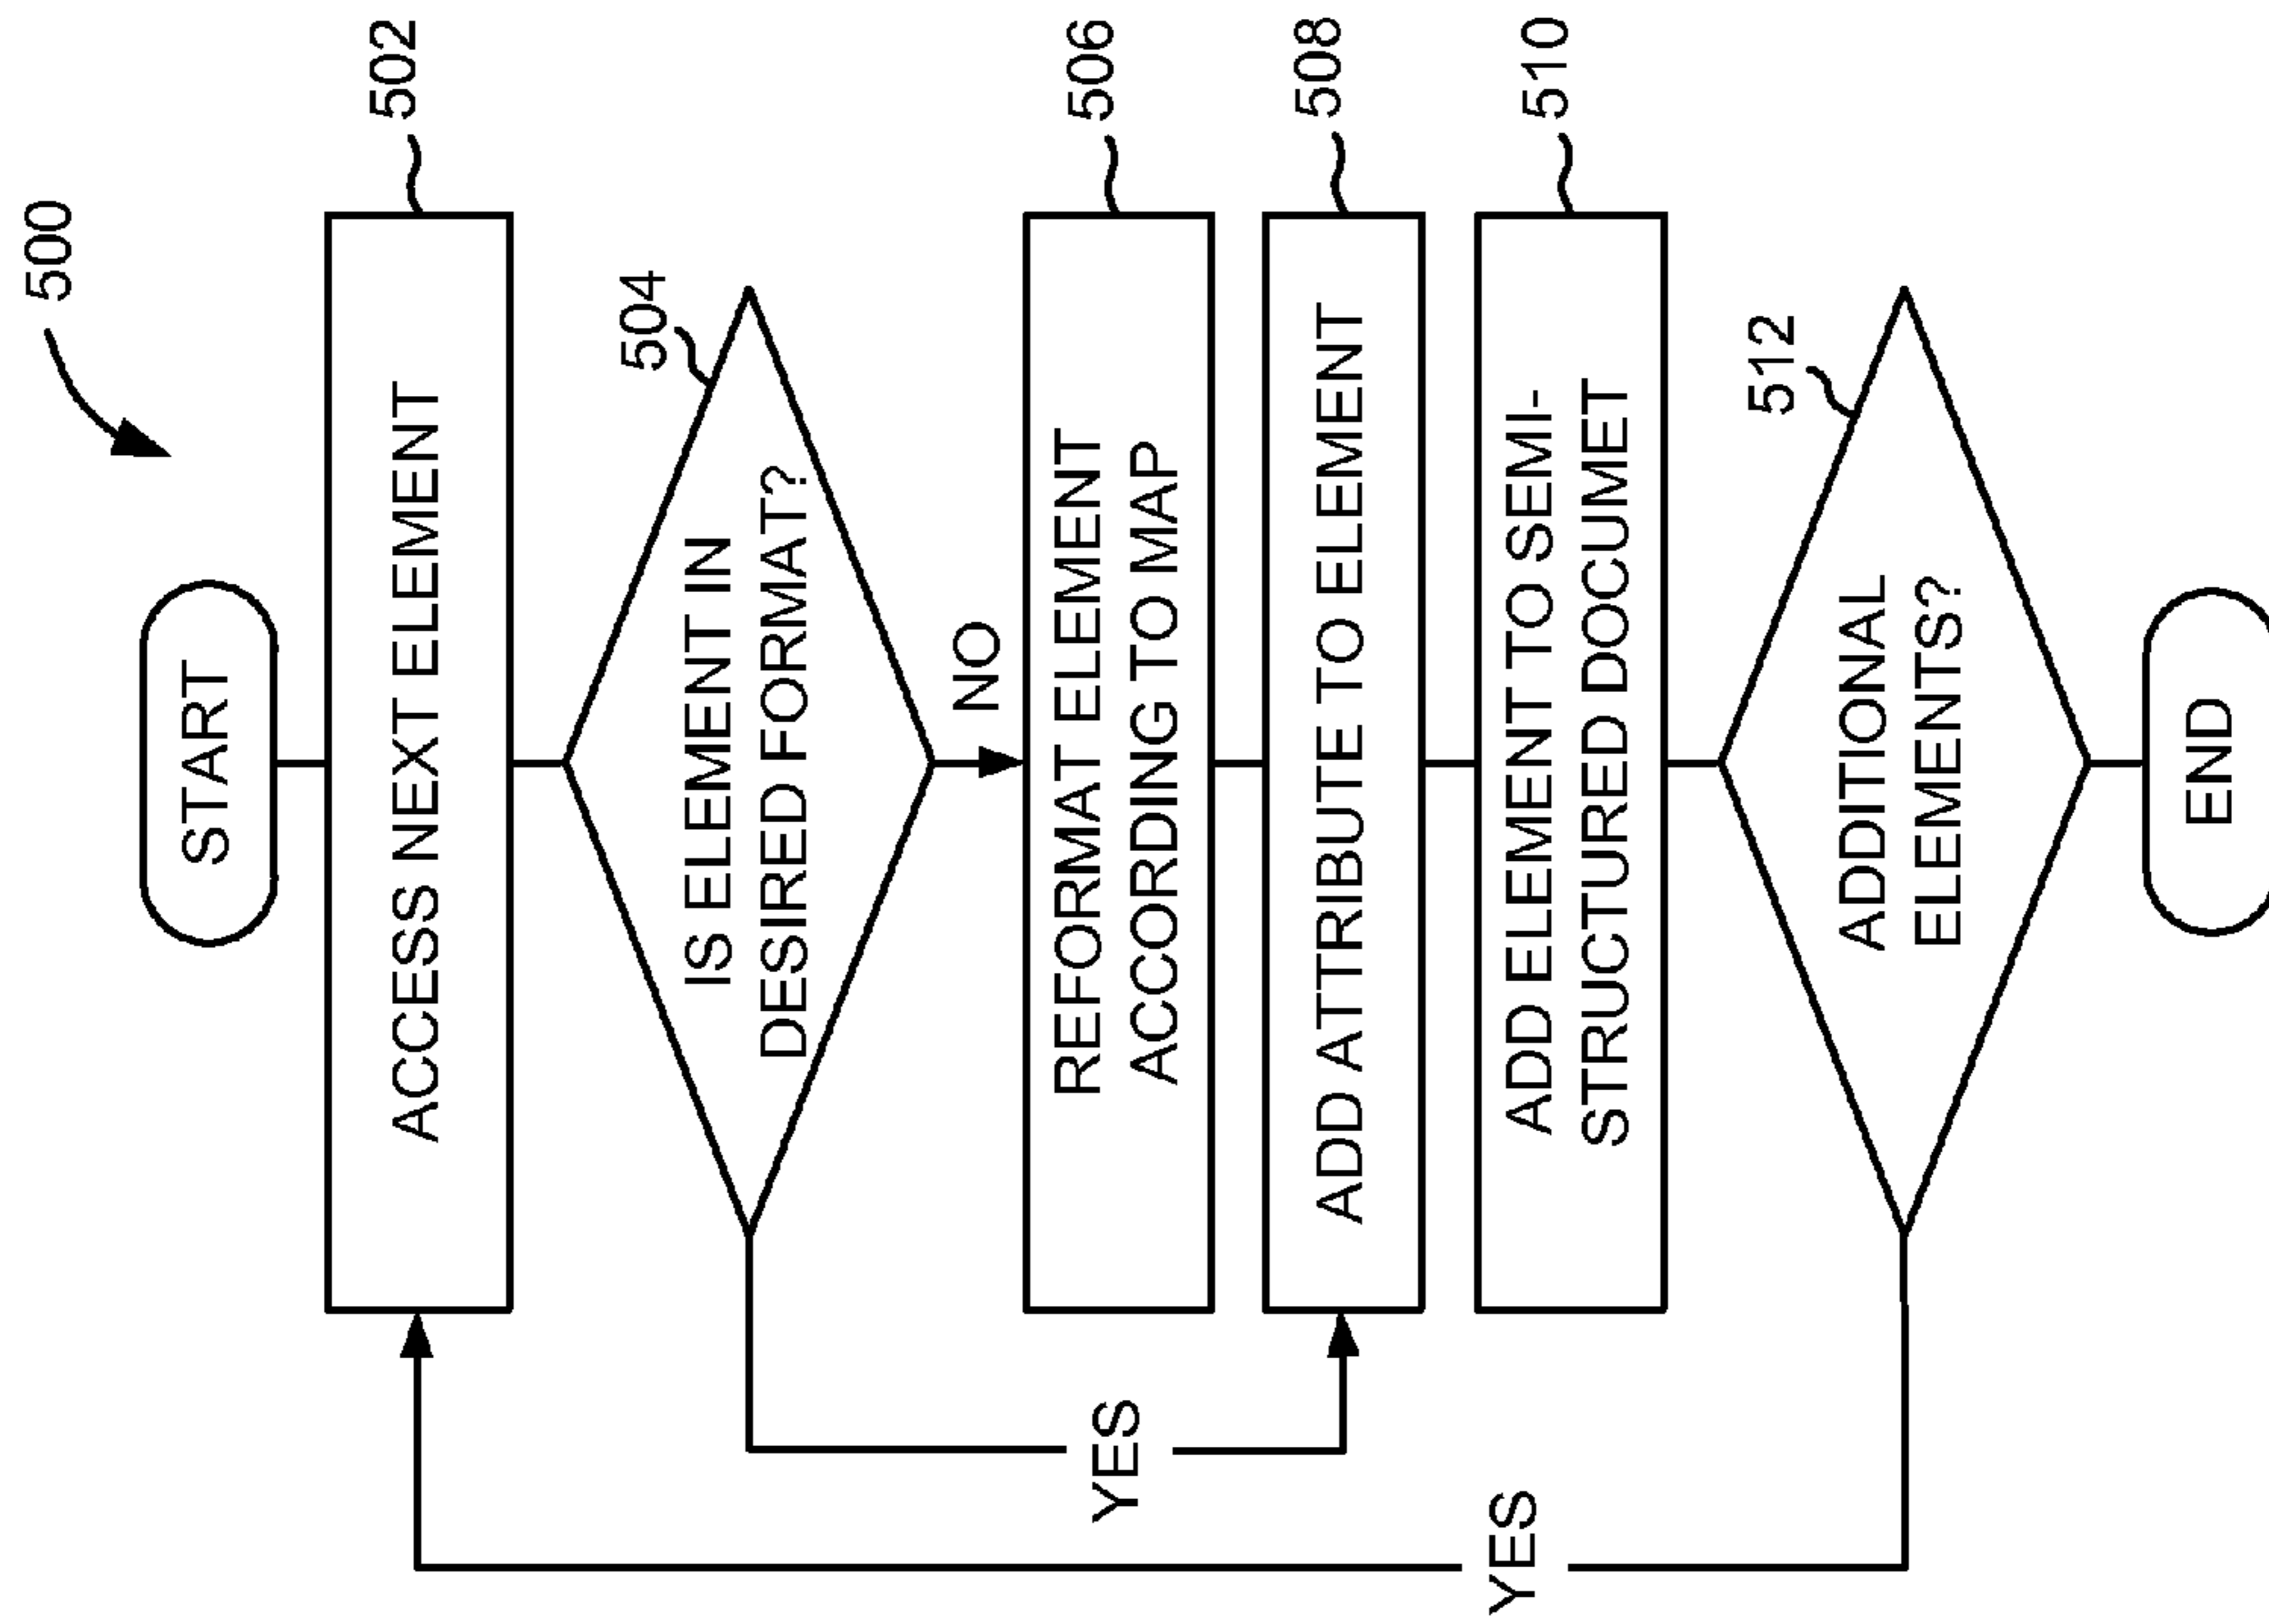 500
START
ACCESS NEXT ELEMENT
502
IS ELEMENT IN
DESIRED FORMAT?
504
NO
YES
REFORMAT ELEMENT
ACCORDING TO MAP
506
ADD ATTRIBUTE TO ELEMENT
508
ADD ELEMENT TO SEMI-
STRUCTURED DOCUMET
510
ADDITIONAL
ELEMENTS?
512
YES
END